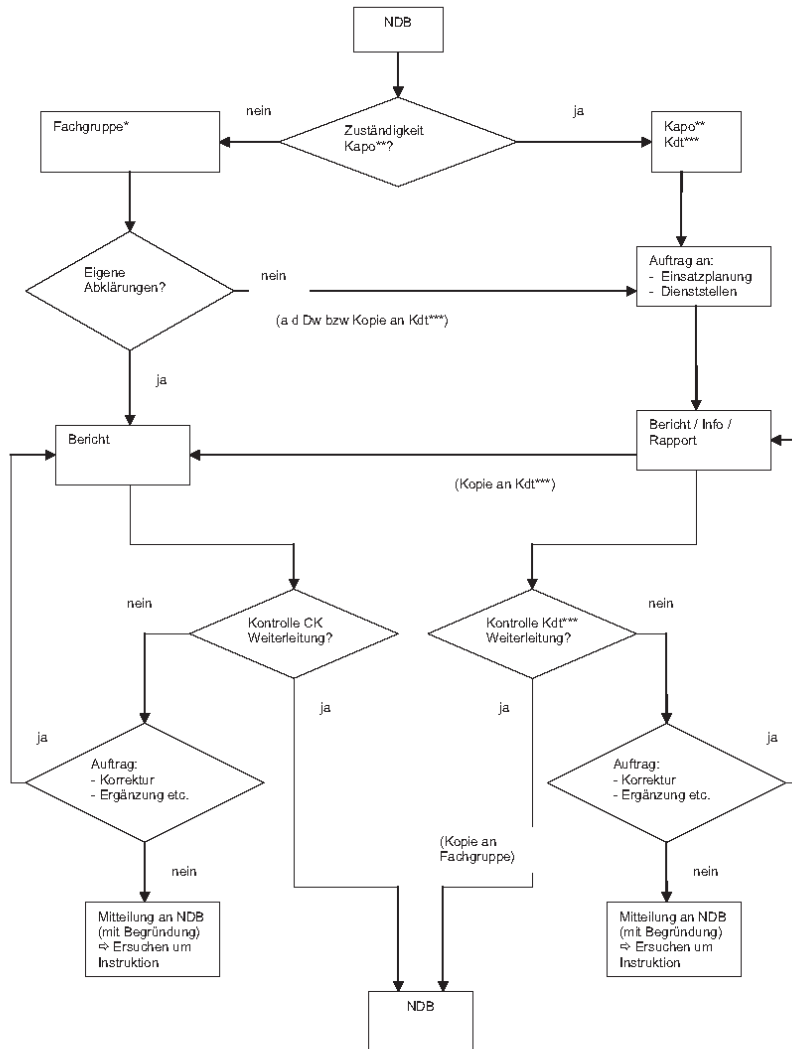 NDB
nein
ja
Fachgruppe*
Zuständigkeit
Kapo**?
Kapo**
Kdt***
Eigene
Abklärungen?
nein
Auftrag an:
- Einsatzplanung
- Dienststellen
(a d Dw bzw Kopie an Kdt***)
ja
Bericht
Bericht / Info /
Rapport
(Kopie an Kdt***)
nein
Kontrolle CK
Weiterleitung?
Kontrolle Kdt***
Weiterleitung?
nein
ja
ja
ja
Auftrag:
- Korrektur
- Ergänzung etc.
Auftrag:
- Korrektur
- Ergänzung etc.
ja
(Kopie an
Fachgruppe)
nein
nein
Mitteilung an NDB
(mit Begründung)
⇨ Ersuchen um
Instruktion
Mitteilung an NDB
(mit Begründung)
⇨ Ersuchen um
Instruktion
NDB